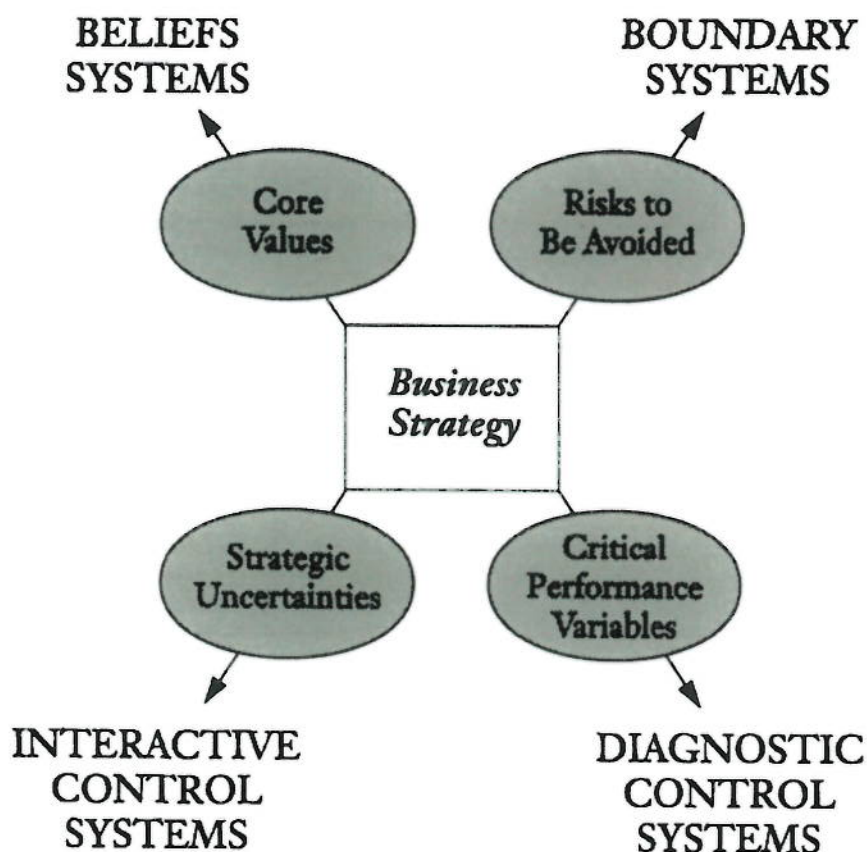 BELIEFS
SYSTEMS
BOUNDARY
SYSTEMS
Core
Values
Risks to
Be Avoided
Business
Strategy
Strategic
Uncertainties
Critical
Performance
Variables
INTERACTIVE
CONTROL
SYSTEMS
DIAGNOSTIC
CONTROL
SYSTEMS